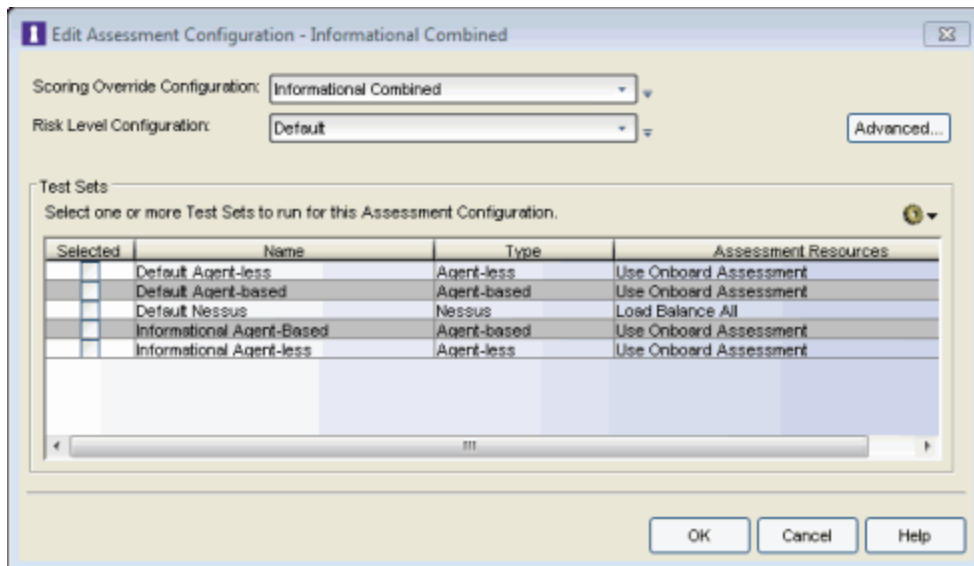 Edit Assessment Configuration - Informational Combined
Scoring Override Configuration: Informational Combined
Risk Level Configuration: Default Advanced...
Test Sets
Select one or more Test Sets to run for this Assessment Configuration.
Selected Name Type Assessment Resources
Default Agent-less Agent-less Use Onboard Assessment
Default Agent-based Agent-based Use Onboard Assessment
Default Nessus Nessus Load Balance All
Informational Agent-Based Agent-based Use Onboard Assessment
Informational Agent-less Agent-less Use Onboard Assessment
OK Cancel Help